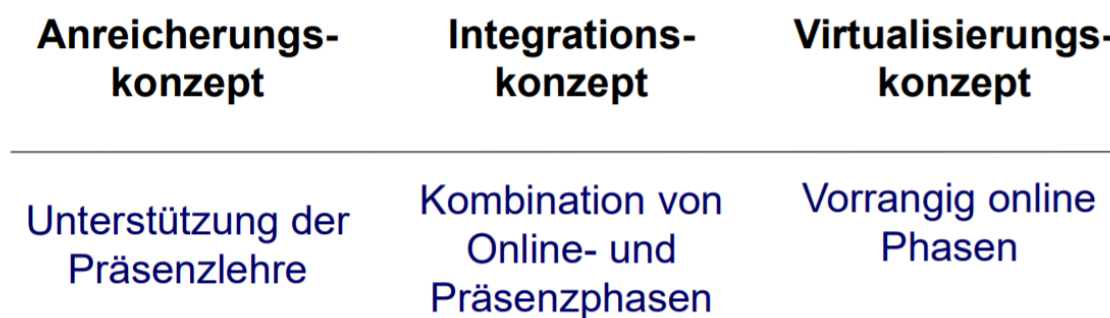 Anreicherungs-
konzept
Integrations-
konzept
Virtualisierungs-
konzept
Unterstützung der
Präsenzlehre
Kombination von
Online- und
Präsenzphasen
Vorrangig online
Phasen